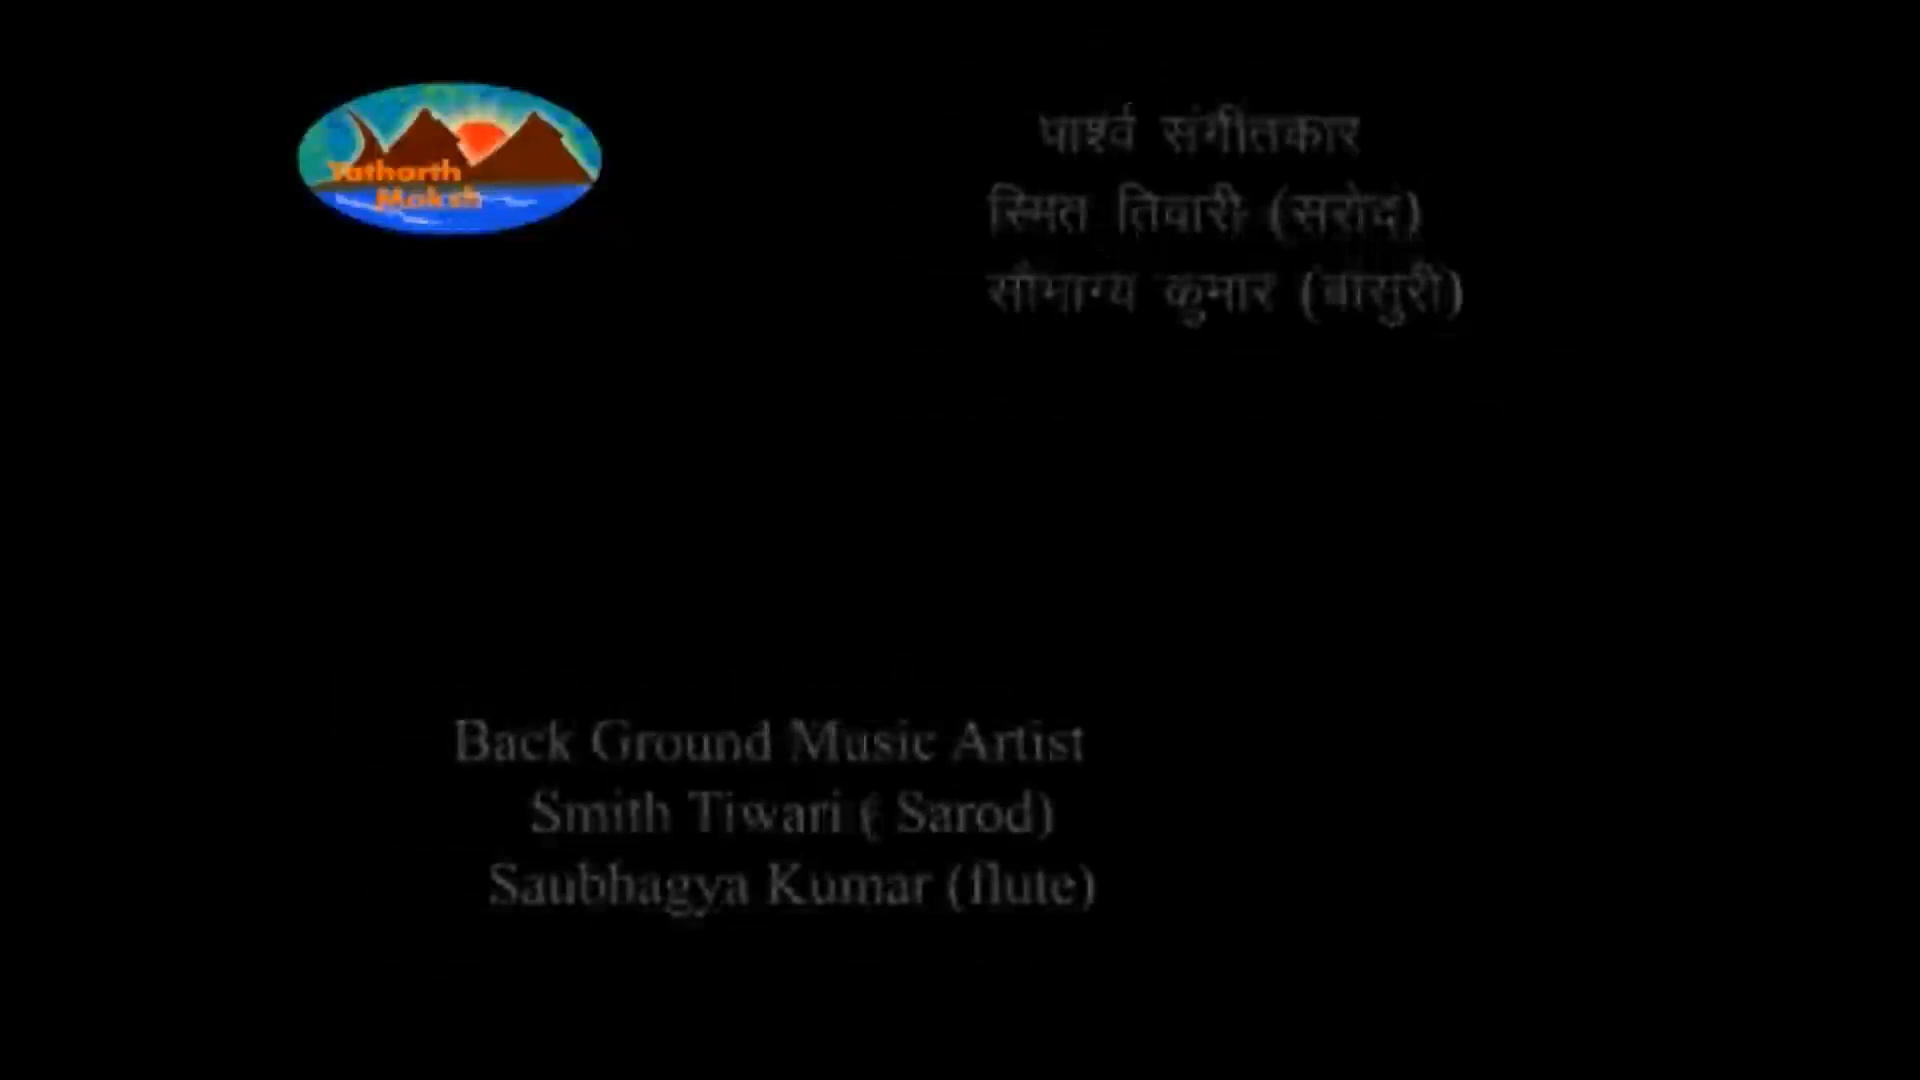 Yatharth
Moksh
पार्श्व संगीतकार
स्मित तिवारी (सरोद)
सौभाग्य कुमार (बांसुरी)
Back Ground Music Artist
Smith Tiwari ( Sarod)
Saubhagya Kumar (flute)